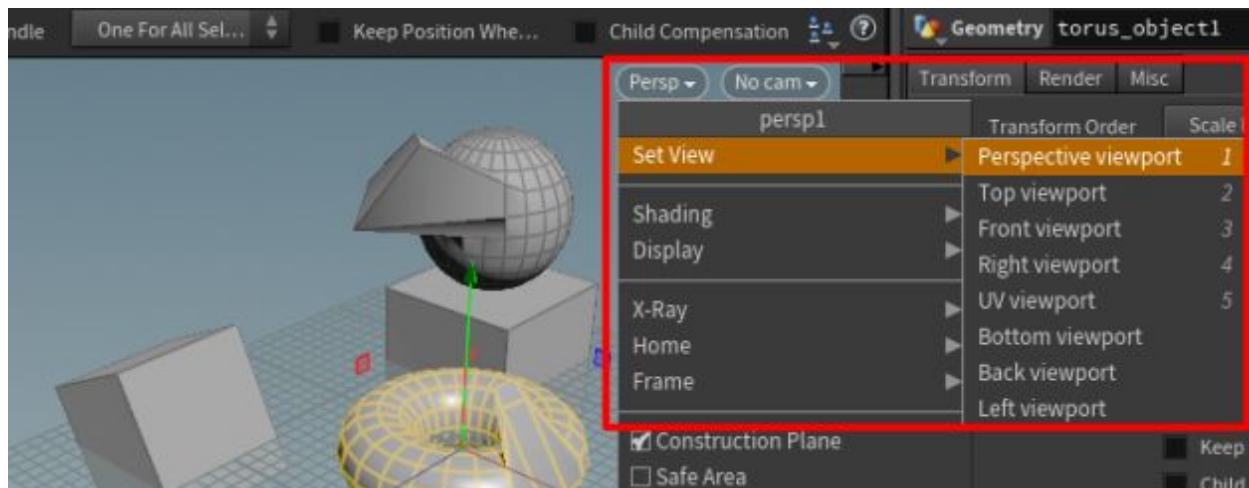 ndle One For All Sel... Keep Position Whe... Child Compensation ? Geometry torus_object1
Persp No cam Transform Render Misc
persp1
Transform Order Scale
Set View Perspective viewport 1
Top viewport 2
Shading
Front viewport 3
Display
Right viewport 4
X-Ray
UV viewport 5
Home
Bottom viewport
Frame
Back viewport
Left viewport
Construction Plane
Keep
Safe Area
Child